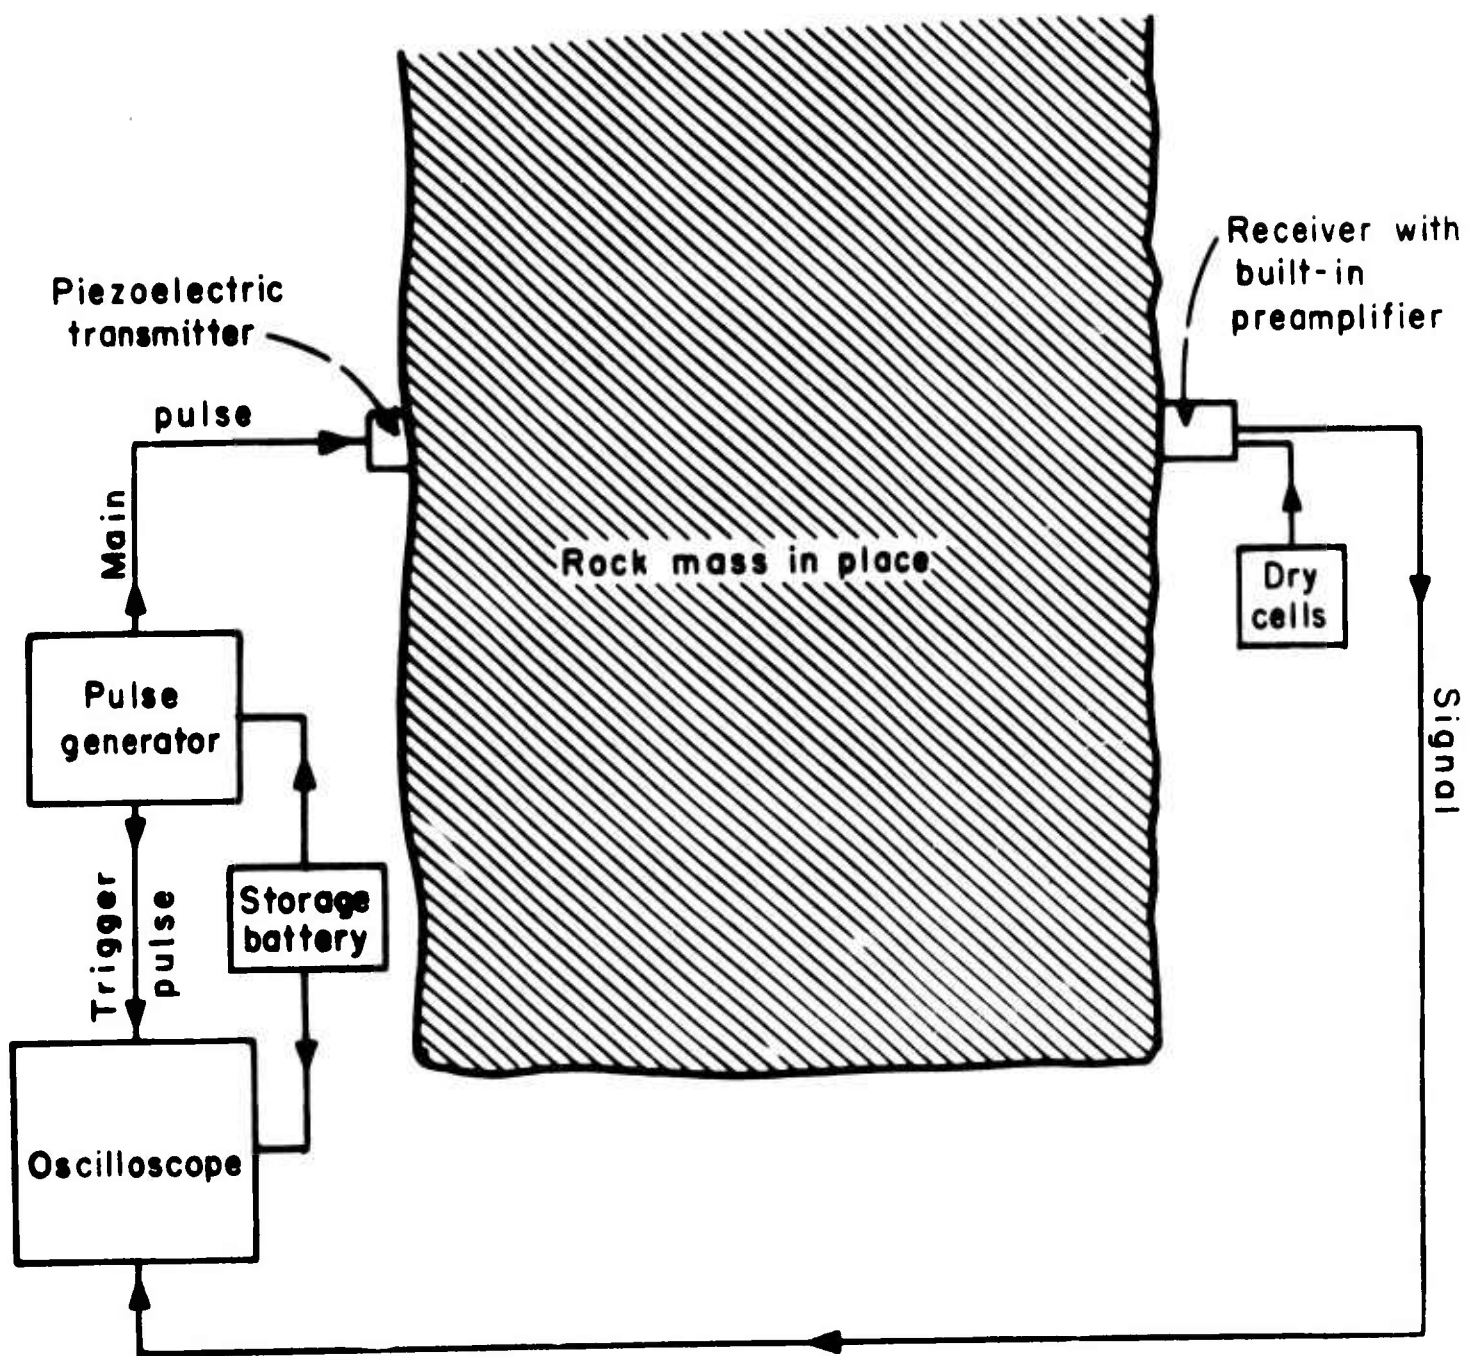 Receiver with
built-in
preamplifier
Piezoelectric
transmitter
pulse
Main
Rock mass in place
Dry
cells
Pulse
generator
Signal
Storage
battery
Trigger
pulse
Oscilloscope